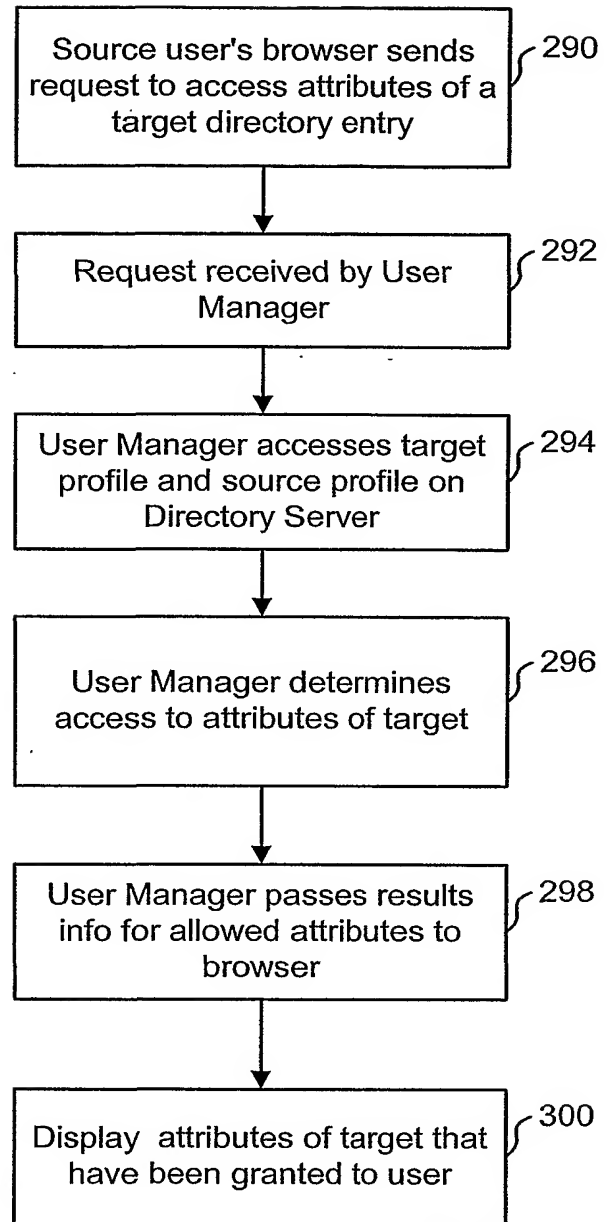 Source user's browser sends
request to access attributes of a
target directory entry
290
Request received by User
Manager
292
User Manager accesses target
profile and source profile on
Directory Server
294
User Manager determines
access to attributes of target
296
User Manager passes results
info for allowed attributes to
browser
298
Display attributes of target that
have been granted to user
300